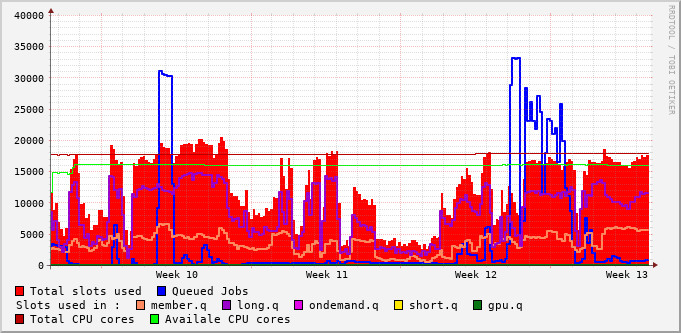 40000
35000
30000
25000
20000
15000
10000
5000
0
Week 10 Week 11 Week 12 Week 13
RRDTOOL / TOBI OETIKER
Total slots used Queued Jobs
Slots used in : member.q long.q ondemand.q short.q gpu.q
Total CPU cores Availale CPU cores